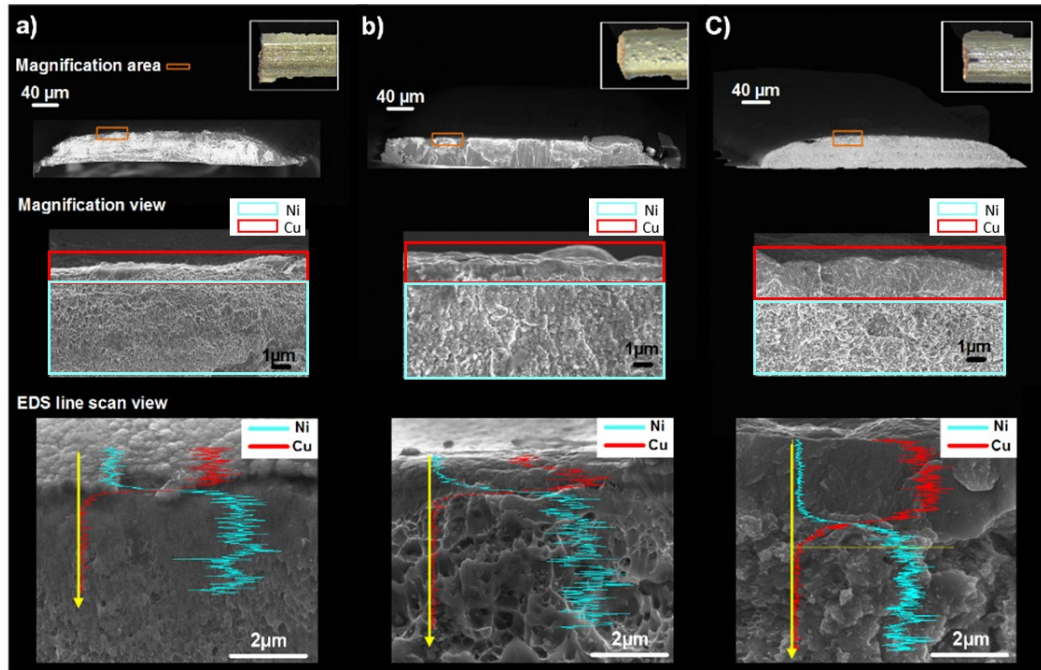 a)
b)
C)
Magnification area
40 µm
40 µm
40 µm
Magnification view
Ni
Cu
Ni
Cu
Ni
Cu
1µm
1µm
1µm
EDS line scan view
Ni
Cu
Ni
Cu
Ni
Cu
2µm
2µm
2µm